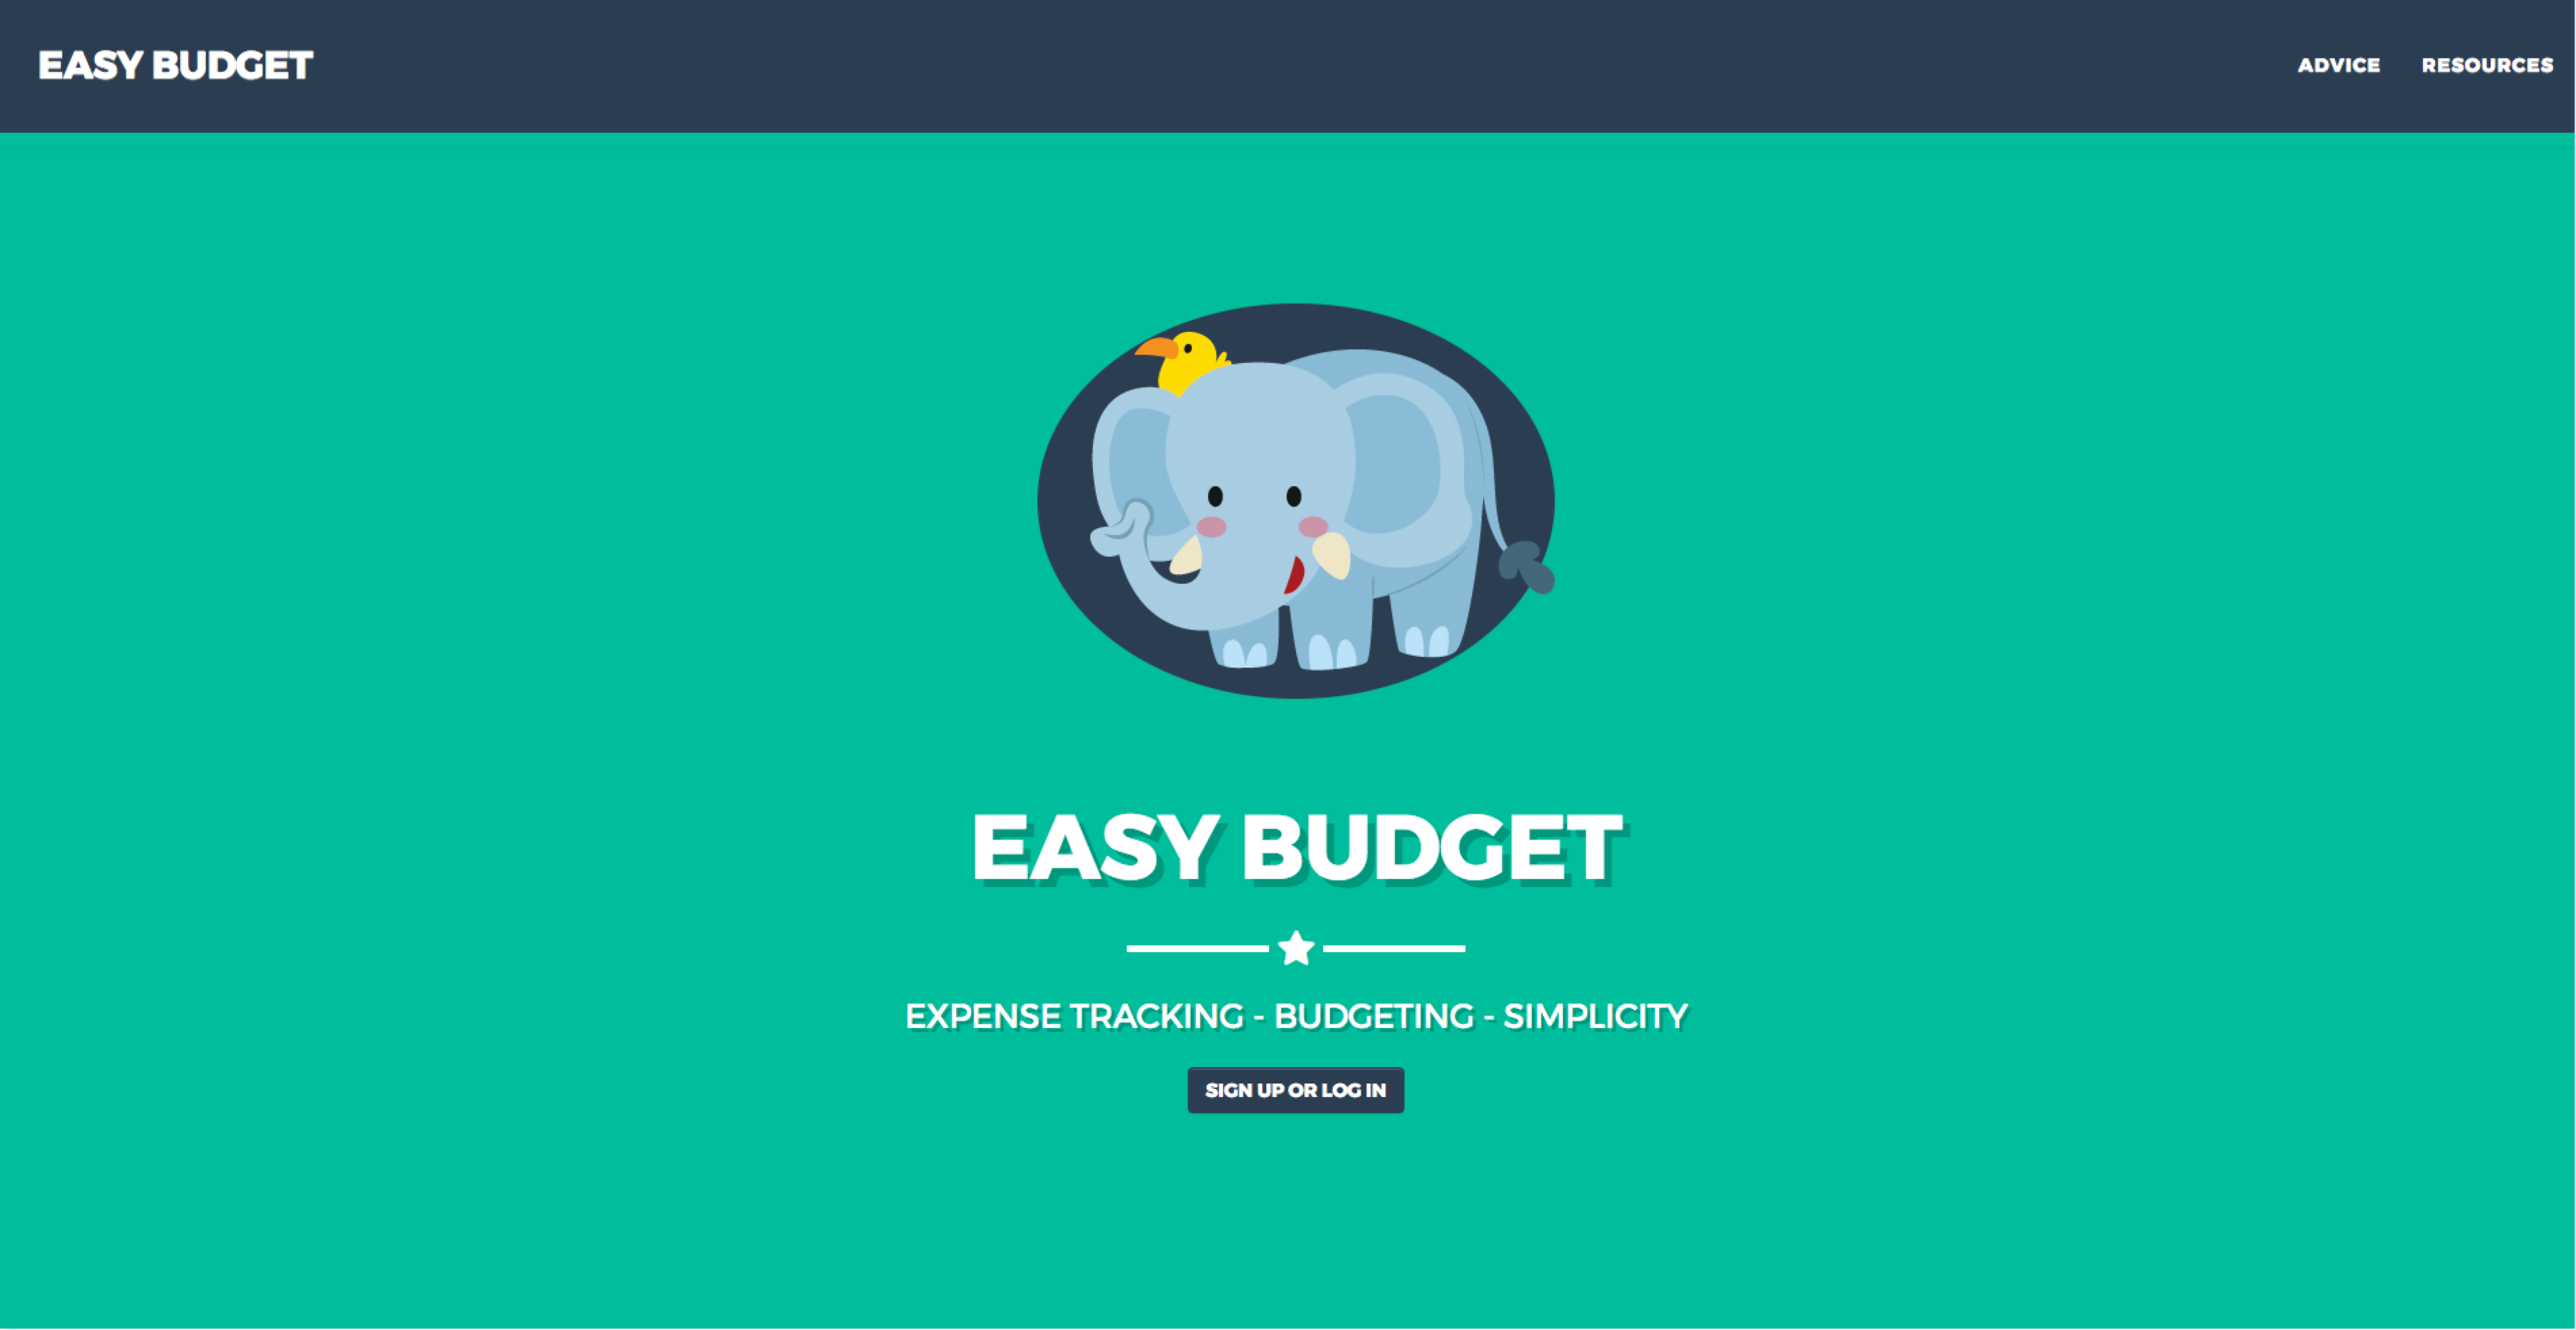 EASY BUDGET
ADVICE RESOURCES
EASY BUDGET
EXPENSE TRACKING - BUDGETING - SIMPLICITY
SIGN UP OR LOG IN